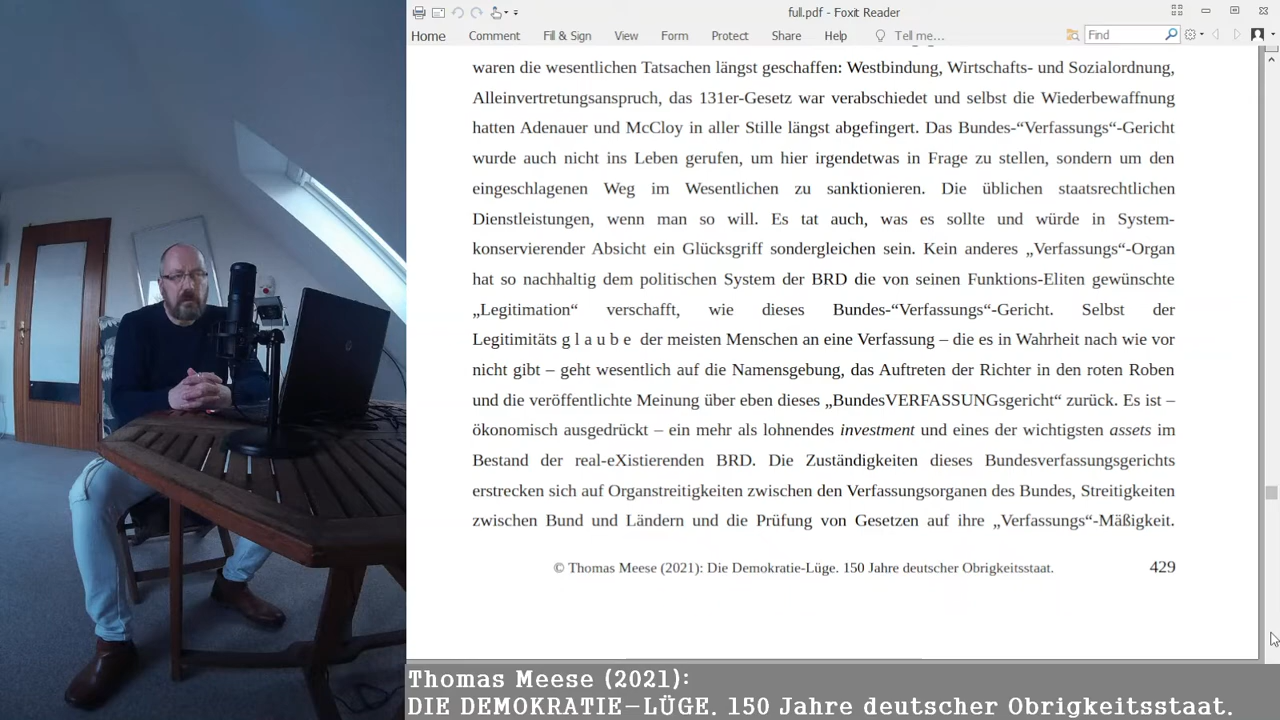 full.pdf - Foxit Reader
Home Comment Fill & Sign View Form Protect Share Help Tell me... Find
waren die wesentlichen Tatsachen längst geschaffen: Westbindung, Wirtschafts- und Sozialordnung,
Alleinvertretungsanspruch, das 131er-Gesetz war verabschiedet und selbst die Wiederbewaffnung
hatten Adenauer und McCloy in aller Stille längst abgefingert. Das Bundes-“Verfassungs“-Gericht
wurde auch nicht ins Leben gerufen, um hier irgendetwas in Frage zu stellen, sondern um den
eingeschlagenen Weg im Wesentlichen zu sanktionieren. Die üblichen staatsrechtlichen
Dienstleistungen, wenn man so will. Es tat auch, was es sollte und würde in System-
konservierender Absicht ein Glücksgriff sondergleichen sein. Kein anderes „Verfassungs“-Organ
hat so nachhaltig dem politischen System der BRD die von seinen Funktions-Eliten gewünschte
„Legitimation“ verschafft, wie dieses Bundes-“Verfassungs“-Gericht. Selbst der
Legitimitäts g l a u b e der meisten Menschen an eine Verfassung – die es in Wahrheit nach wie vor
nicht gibt – geht wesentlich auf die Namensgebung, das Auftreten der Richter in den roten Roben
und die veröffentlichte Meinung über eben dieses „BundesVERFASSUNGsgericht“ zurück. Es ist –
ökonomisch ausgedrückt – ein mehr als lohnendes investment und eines der wichtigsten assets im
Bestand der real-eXistierenden BRD. Die Zuständigkeiten dieses Bundesverfassungsgerichts
erstrecken sich auf Organstreitigkeiten zwischen den Verfassungsorganen des Bundes, Streitigkeiten
zwischen Bund und Ländern und die Prüfung von Gesetzen auf ihre „Verfassungs“-Mäßigkeit.
© Thomas Meese (2021): Die Demokratie-Lüge. 150 Jahre deutscher Obrigkeitsstaat. 429
Thomas Meese (2021):
DIE DEMOKRATIE-LÜGE. 150 Jahre deutscher Obrigkeitsstaat.